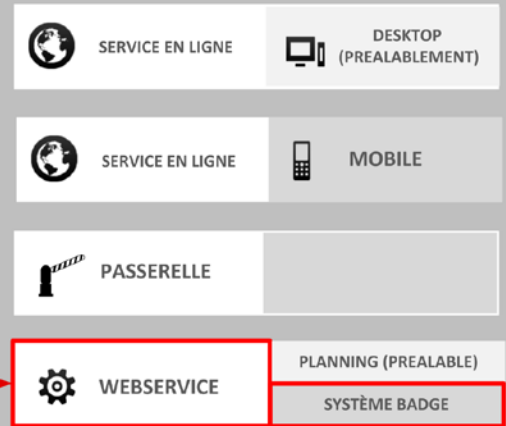 SERVICE EN LIGNE
DESKTOP
(PREALABLEMENT)
SERVICE EN LIGNE
MOBILE
PASSERELLE
WEBSERVICE
PLANNING (PREALABLE)
SYSTÈME BADGE